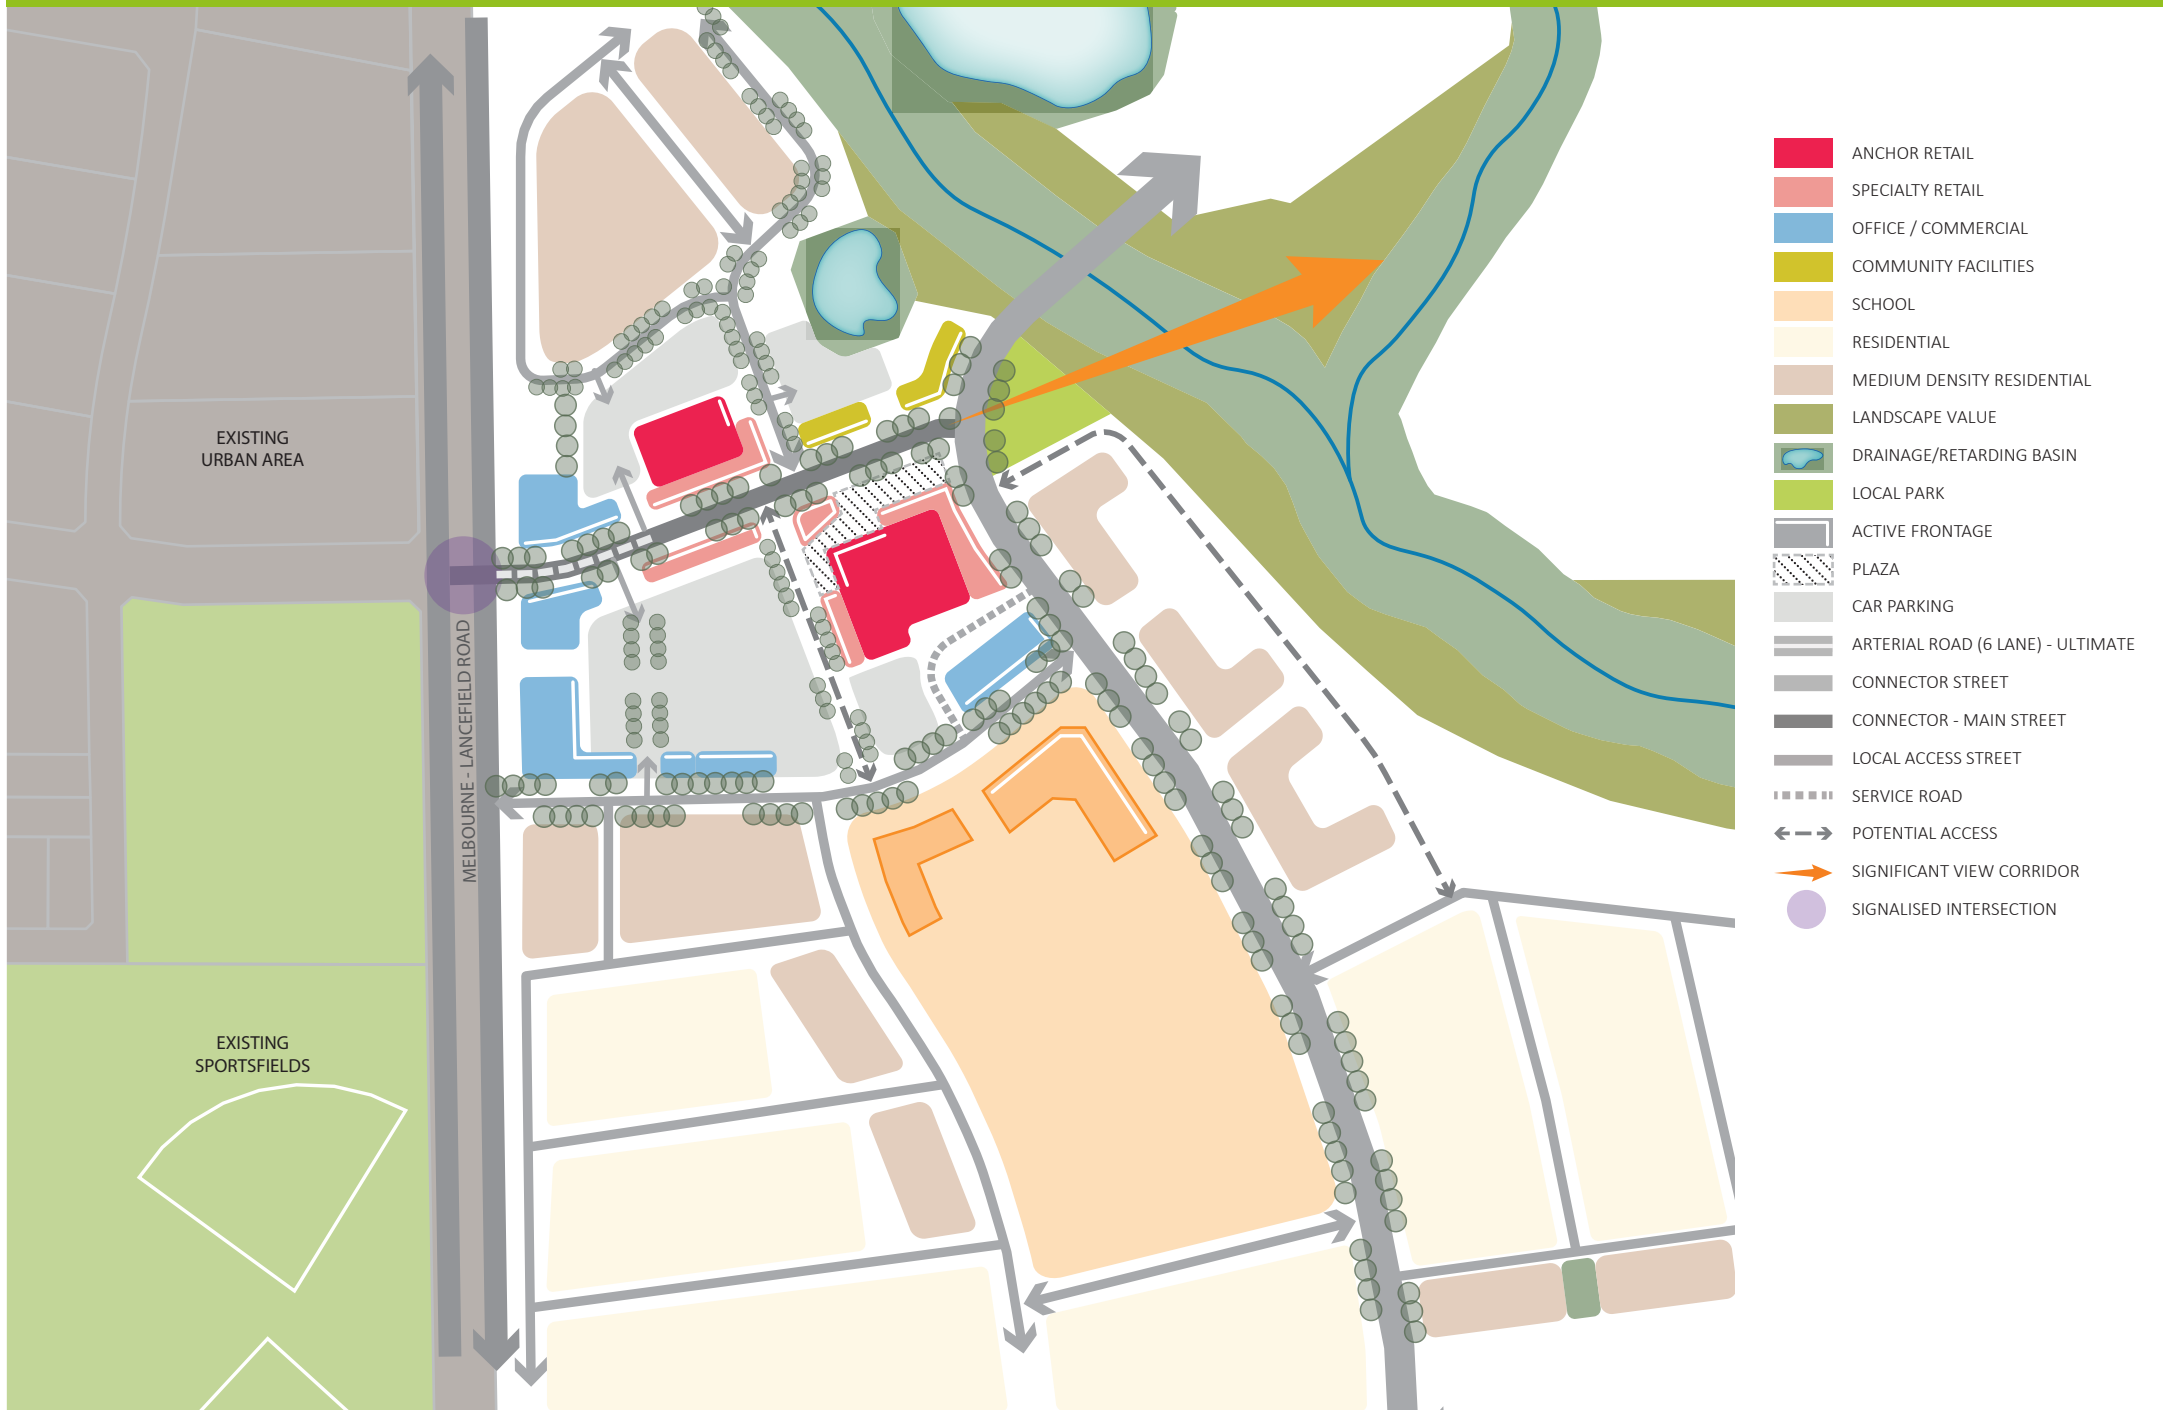 EXISTING
URBAN AREA
MELBOURNE - LANCEFIELD ROAD
EXISTING
SPORTSFIELDS
ANCHOR RETAIL
SPECIALTY RETAIL
OFFICE / COMMERCIAL
COMMUNITY FACILITIES
SCHOOL
RESIDENTIAL
MEDIUM DENSITY RESIDENTIAL
LANDSCAPE VALUE
DRAINAGE/RETARDING BASIN
LOCAL PARK
ACTIVE FRONTAGE
PLAZA
CAR PARKING
ARTERIAL ROAD (6 LANE) - ULTIMATE
CONNECTOR STREET
CONNECTOR - MAIN STREET
LOCAL ACCESS STREET
SERVICE ROAD
POTENTIAL ACCESS
SIGNIFICANT VIEW CORRIDOR
SIGNALISED INTERSECTION